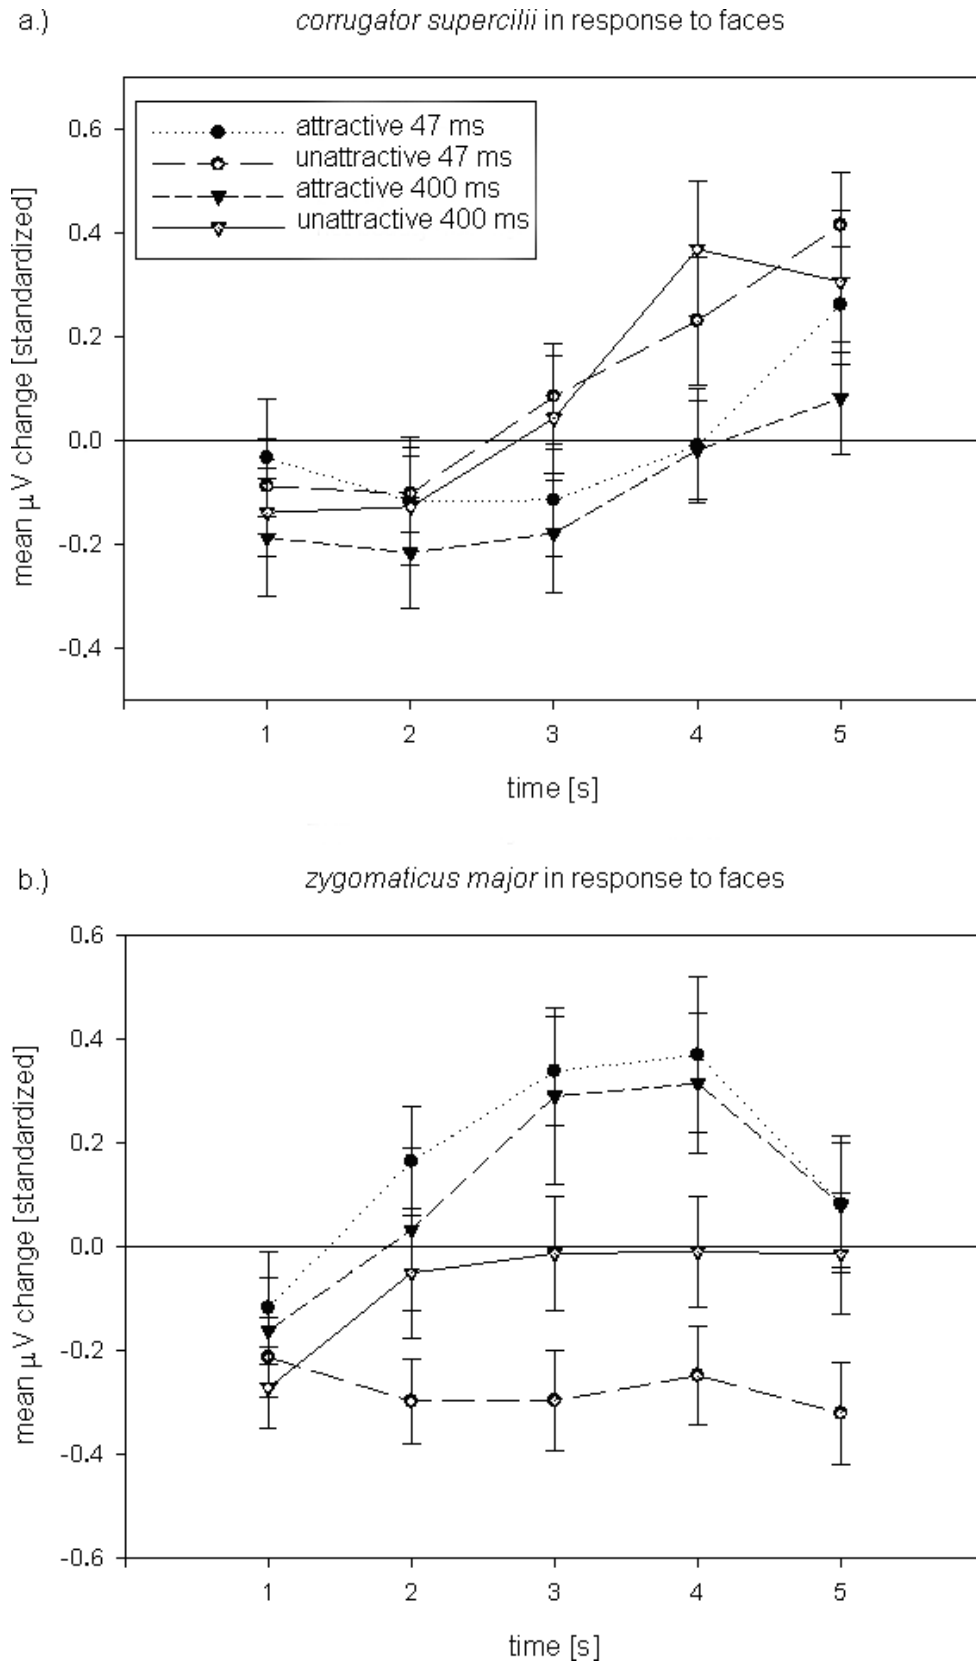 a.) corrugator supercilii in response to faces
attractive 47 ms
unattractive 47 ms
attractive 400 ms
unattractive 400 ms
mean µV change [standardized]
0.6
0.4
0.2
0.0
-0.2
-0.4
1 2 3 4 5
time [s]
b.) zygomaticus major in response to faces
mean µV change [standardized]
0.6
0.4
0.2
0.0
-0.2
-0.4
-0.6
1 2 3 4 5
time [s]